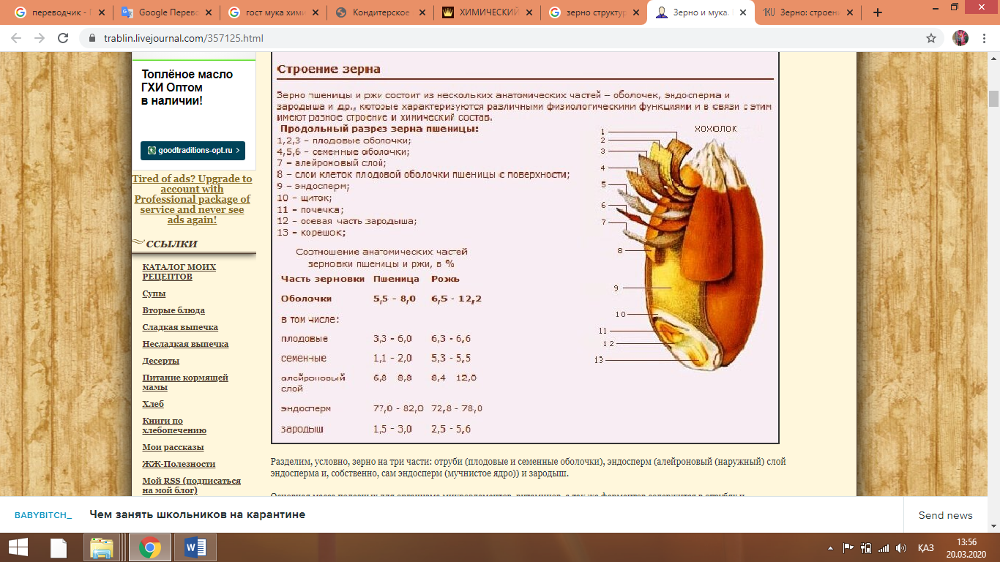 переводчик - П
Google Перево
гост мука хими
Кондитерское
ХИМИЧЕСКИЙ
зерно структур
Зерно и мука.
1KU
Зерно: строени
trablin.livejournal.com/357125.html
Топлёное масло
ГХИ Оптом
в наличии!
goodtraditions-opt.ru
Tired of ads? Upgrade to
account with
Professional package of
service and never see
ads again!
ССЫЛКИ
КАТАЛОГ МОИХ
РЕЦЕПТОВ
Супы
Вторые блюда
Сладкая выпечка
Несладкая выпечка
Десерты
Питание кормящей
мамы
Хлеб
Книги по
хлебопечению
Мои рассказы
ЖЖ-Полезности
Мой RSS (подписаться
на мой блог)
Строение зерна
Зерно пшеницы и ржи состоит из нескольких анатомических частей – оболочек, эндосперма и
зародыша и др., которые характеризуются различными физиологическими функциями и в связи с этим
имеют разное строение и химический состав.
Продольный разрез зерна пшеницы:
1,2,3 – плодовые оболочки;
4,5,6 – семенные оболочки;
7 – алейроновый слой;
8 – слои клеток плодовой оболочки пшеницы с поверхности;
9 – эндосперм;
10 – щиток;
11 – почечка;
12 – осевая часть зародыша;
13 – корешок;
Соотношение анатомических частей
зерновки пшеницы и ржи, в %
Часть зерновки Пшеница Рожь
Оболочки 5,5 - 8,0 6,5 - 12,2
в том числе:
плодовые 3,3 - 6,0 6,3 - 6,6
семенные 1,1 - 2,0 5,3 - 5,5
алейроновый 6,8 - 8,8 8,4 - 12,0
слой
эндосперм 77,0 - 82,0 72,8 - 78,0
зародыш 1,5 - 3,0 2,5 - 5,6
хохолок
1
2
3
4
5
6
7
8
9
10
11
12
13
Разделим, условно, зерно на три части: отруби (плодовые и семенные оболочки), эндосперм (алейроновый (наружный) слой
эндосперма и, собственно, сам эндосперм (мучнистое ядро)) и зародыш.
Основная масса полезных для организма микроэлементов, витаминов, а так же ферментов содержится в отрубях и
BABYBITCH_
Чем занять школьников на карантине
Send news
ҚАЗ
13:56
20.03.2020